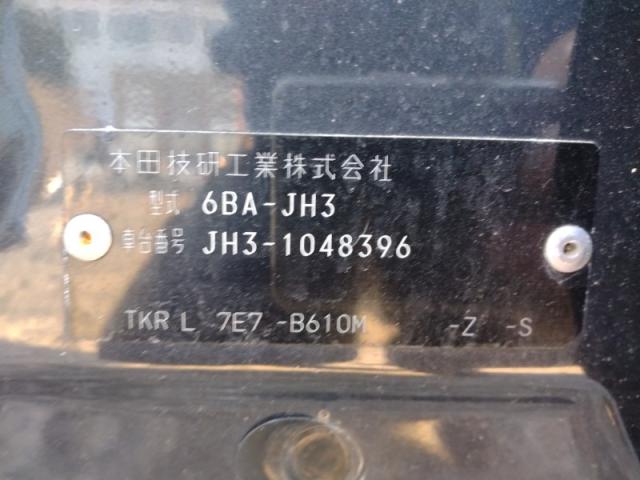 本田技研工業株式会社
型式 6BA-JH3
車台番号 JH3-1048396
TKR L 7E7 -B610M -Z -S